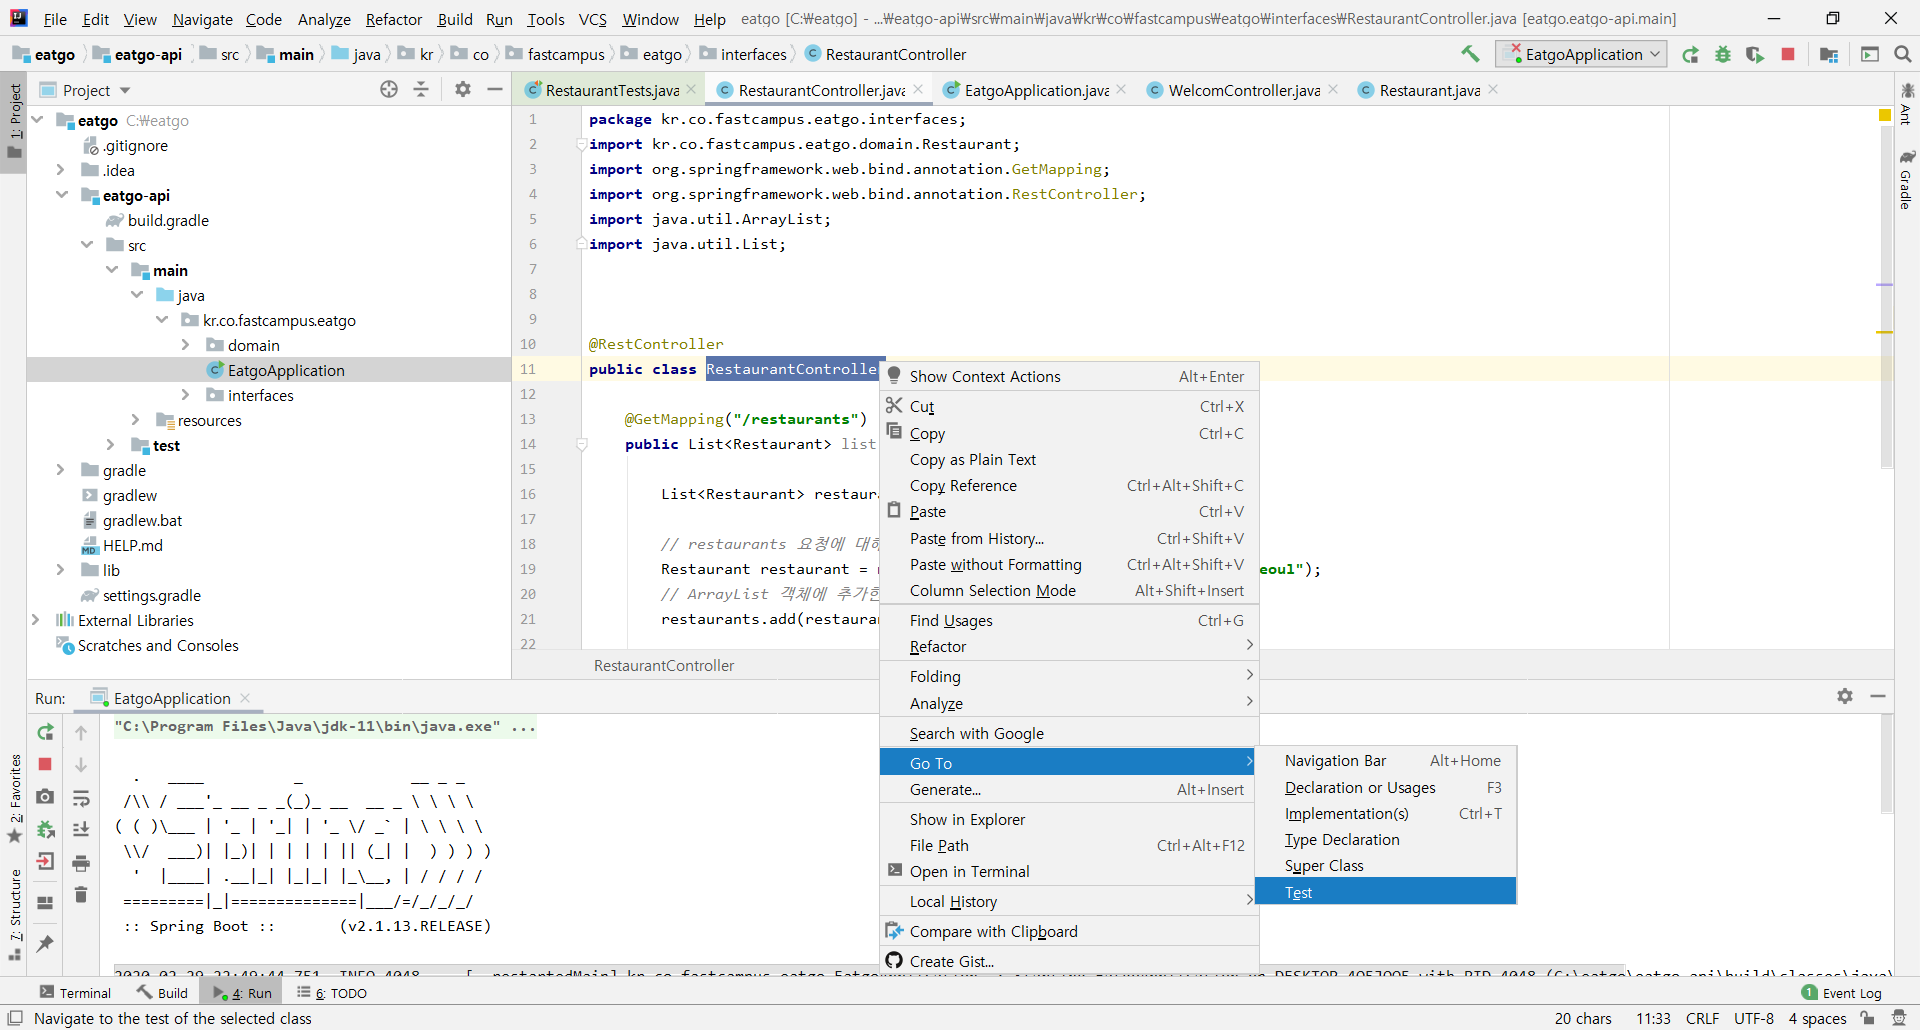 File Edit View Navigate Code Analyze Refactor Build Run Tools VCS Window Help eatgo [C:₩eatgo] - ...₩eatgo-api₩src₩main₩java₩kr₩co₩fastcampus₩eatgo₩interfaces₩RestaurantController.java [eatgo.eatgo-api.main]
eatgo eatgo-api src main java kr co fastcampus eatgo interfaces RestaurantController EatgoApplication
Project RestaurantTests.java RestaurantController.java EatgoApplication.java WelcomController.java Restaurant.java
1: Project
Ant
Gradle
2: Favorites
7: Structure
eatgo C:₩eatgo
.gitignore
.idea
eatgo-api
build.gradle
src
main
java
kr.co.fastcampus.eatgo
domain
EatgoApplication
interfaces
resources
test
gradle
gradlew
gradlew.bat
MD HELP.md
lib
settings.gradle
External Libraries
Scratches and Consoles
1 package kr.co.fastcampus.eatgo.interfaces;
2 import kr.co.fastcampus.eatgo.domain.Restaurant;
3 import org.springframework.web.bind.annotation.GetMapping;
4 import org.springframework.web.bind.annotation.RestController;
5 import java.util.ArrayList;
6 import java.util.List;
7
8
9
10 @RestController
11 public class RestaurantController
12
13 @GetMapping("/restaurants")
14 public List<Restaurant> list
15
16 List<Restaurant> restaura
17
18 // restaurants 요청에 대해
19 Restaurant restaurant = eoul");
20 // ArrayList 객체에 추가한
21 restaurants.add(restauran
22
RestaurantController
Show Context Actions Alt+Enter
Cut Ctrl+X
Copy Ctrl+C
Copy as Plain Text
Copy Reference Ctrl+Alt+Shift+C
Paste Ctrl+V
Paste from History... Ctrl+Shift+V
Paste without Formatting Ctrl+Alt+Shift+V
Column Selection Mode Alt+Shift+Insert
Find Usages Ctrl+G
Refactor
Folding
Analyze
Search with Google
Go To
Generate... Alt+Insert
Show in Explorer
File Path Ctrl+Alt+F12
Open in Terminal
Local History
Compare with Clipboard
Create Gist...
Navigation Bar Alt+Home
Declaration or Usages F3
Implementation(s) Ctrl+T
Type Declaration
Super Class
Test
Run: EatgoApplication
"C:\Program Files\Java\jdk-11\bin\java.exe" ...
:: Spring Boot :: (v2.1.13.RELEASE)
Terminal Build 4: Run 6: TODO 1 Event Log
Navigate to the test of the selected class 20 chars 11:33 CRLF UTF-8 4 spaces